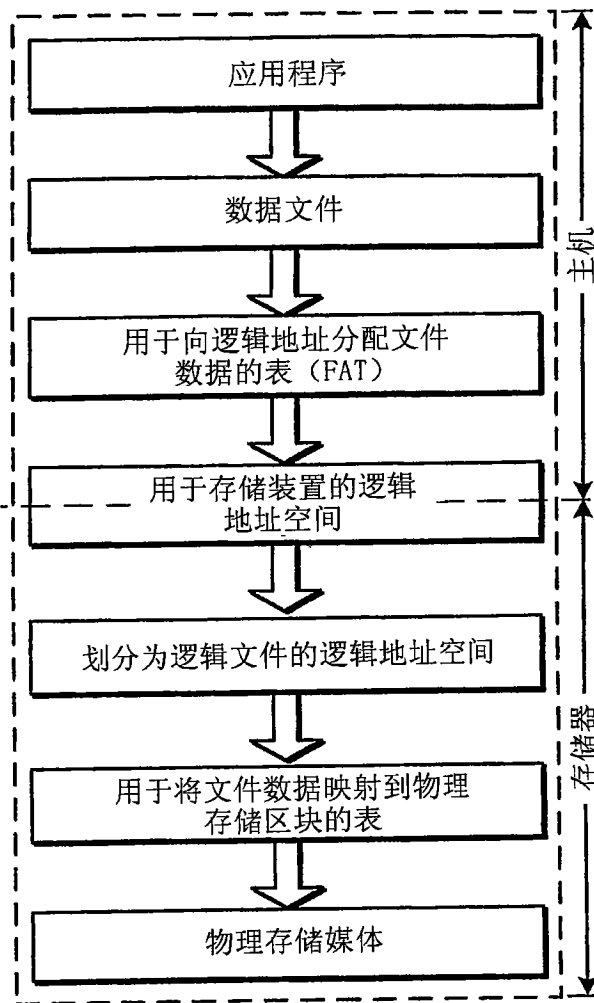 应用程序
数据文件
用于向逻辑地址分配文件
数据的表（FAT）
用于存储装置的逻辑
地址空间
划分为逻辑文件的逻辑地址空间
用于将文件数据映射到物理
存储区块的表
物理存储媒体
主机
存储器